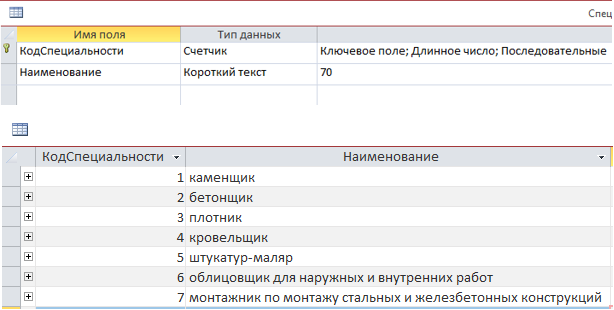 Спец
Имя поля Тип данных
КодСпециальности Счетчик Ключевое поле; Длинное число; Последовательные
Наименование Короткий текст 70
КодСпециальности Наименование
1 каменщик
2 бетонщик
3 плотник
4 кровельщик
5 штукатур-маляр
6 облицовщик для наружных и внутренних работ
7 монтажник по монтажу стальных и железбетонных конструкций